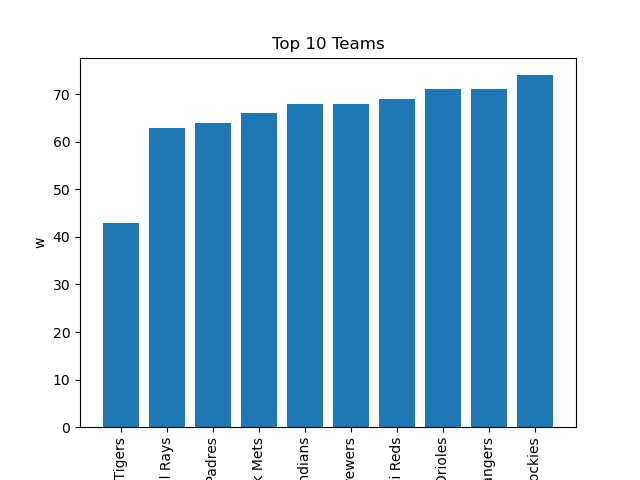 Top 10 Teams
w
70
60
50
40
30
20
10
0
Tigers
l Rays
Padres
k Mets
ndians
rewers
i Reds
Orioles
angers
ockies